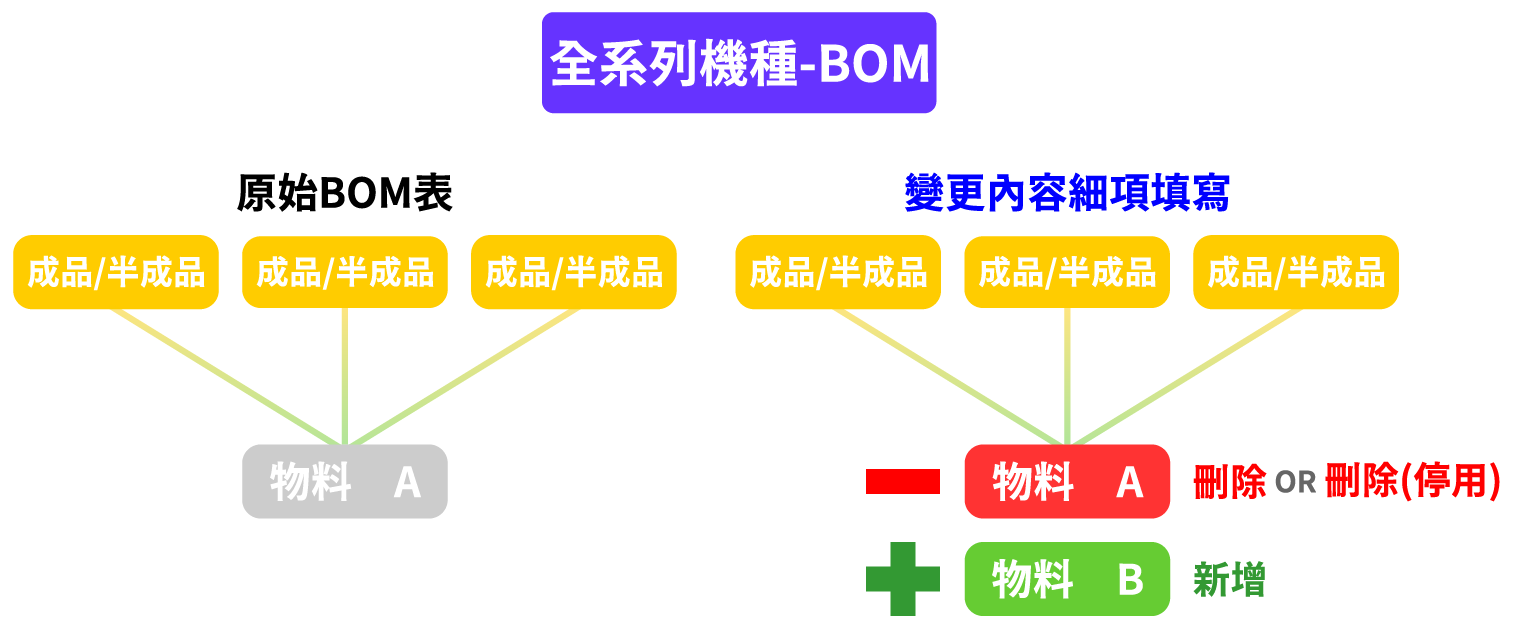 全系列機種-BOM
原始BOM表
成品/半成品 成品/半成品 成品/半成品
物料 A
變更內容細項填寫
成品/半成品 成品/半成品 成品/半成品
物料 A 刪除 OR 刪除(停用)
物料 B 新增